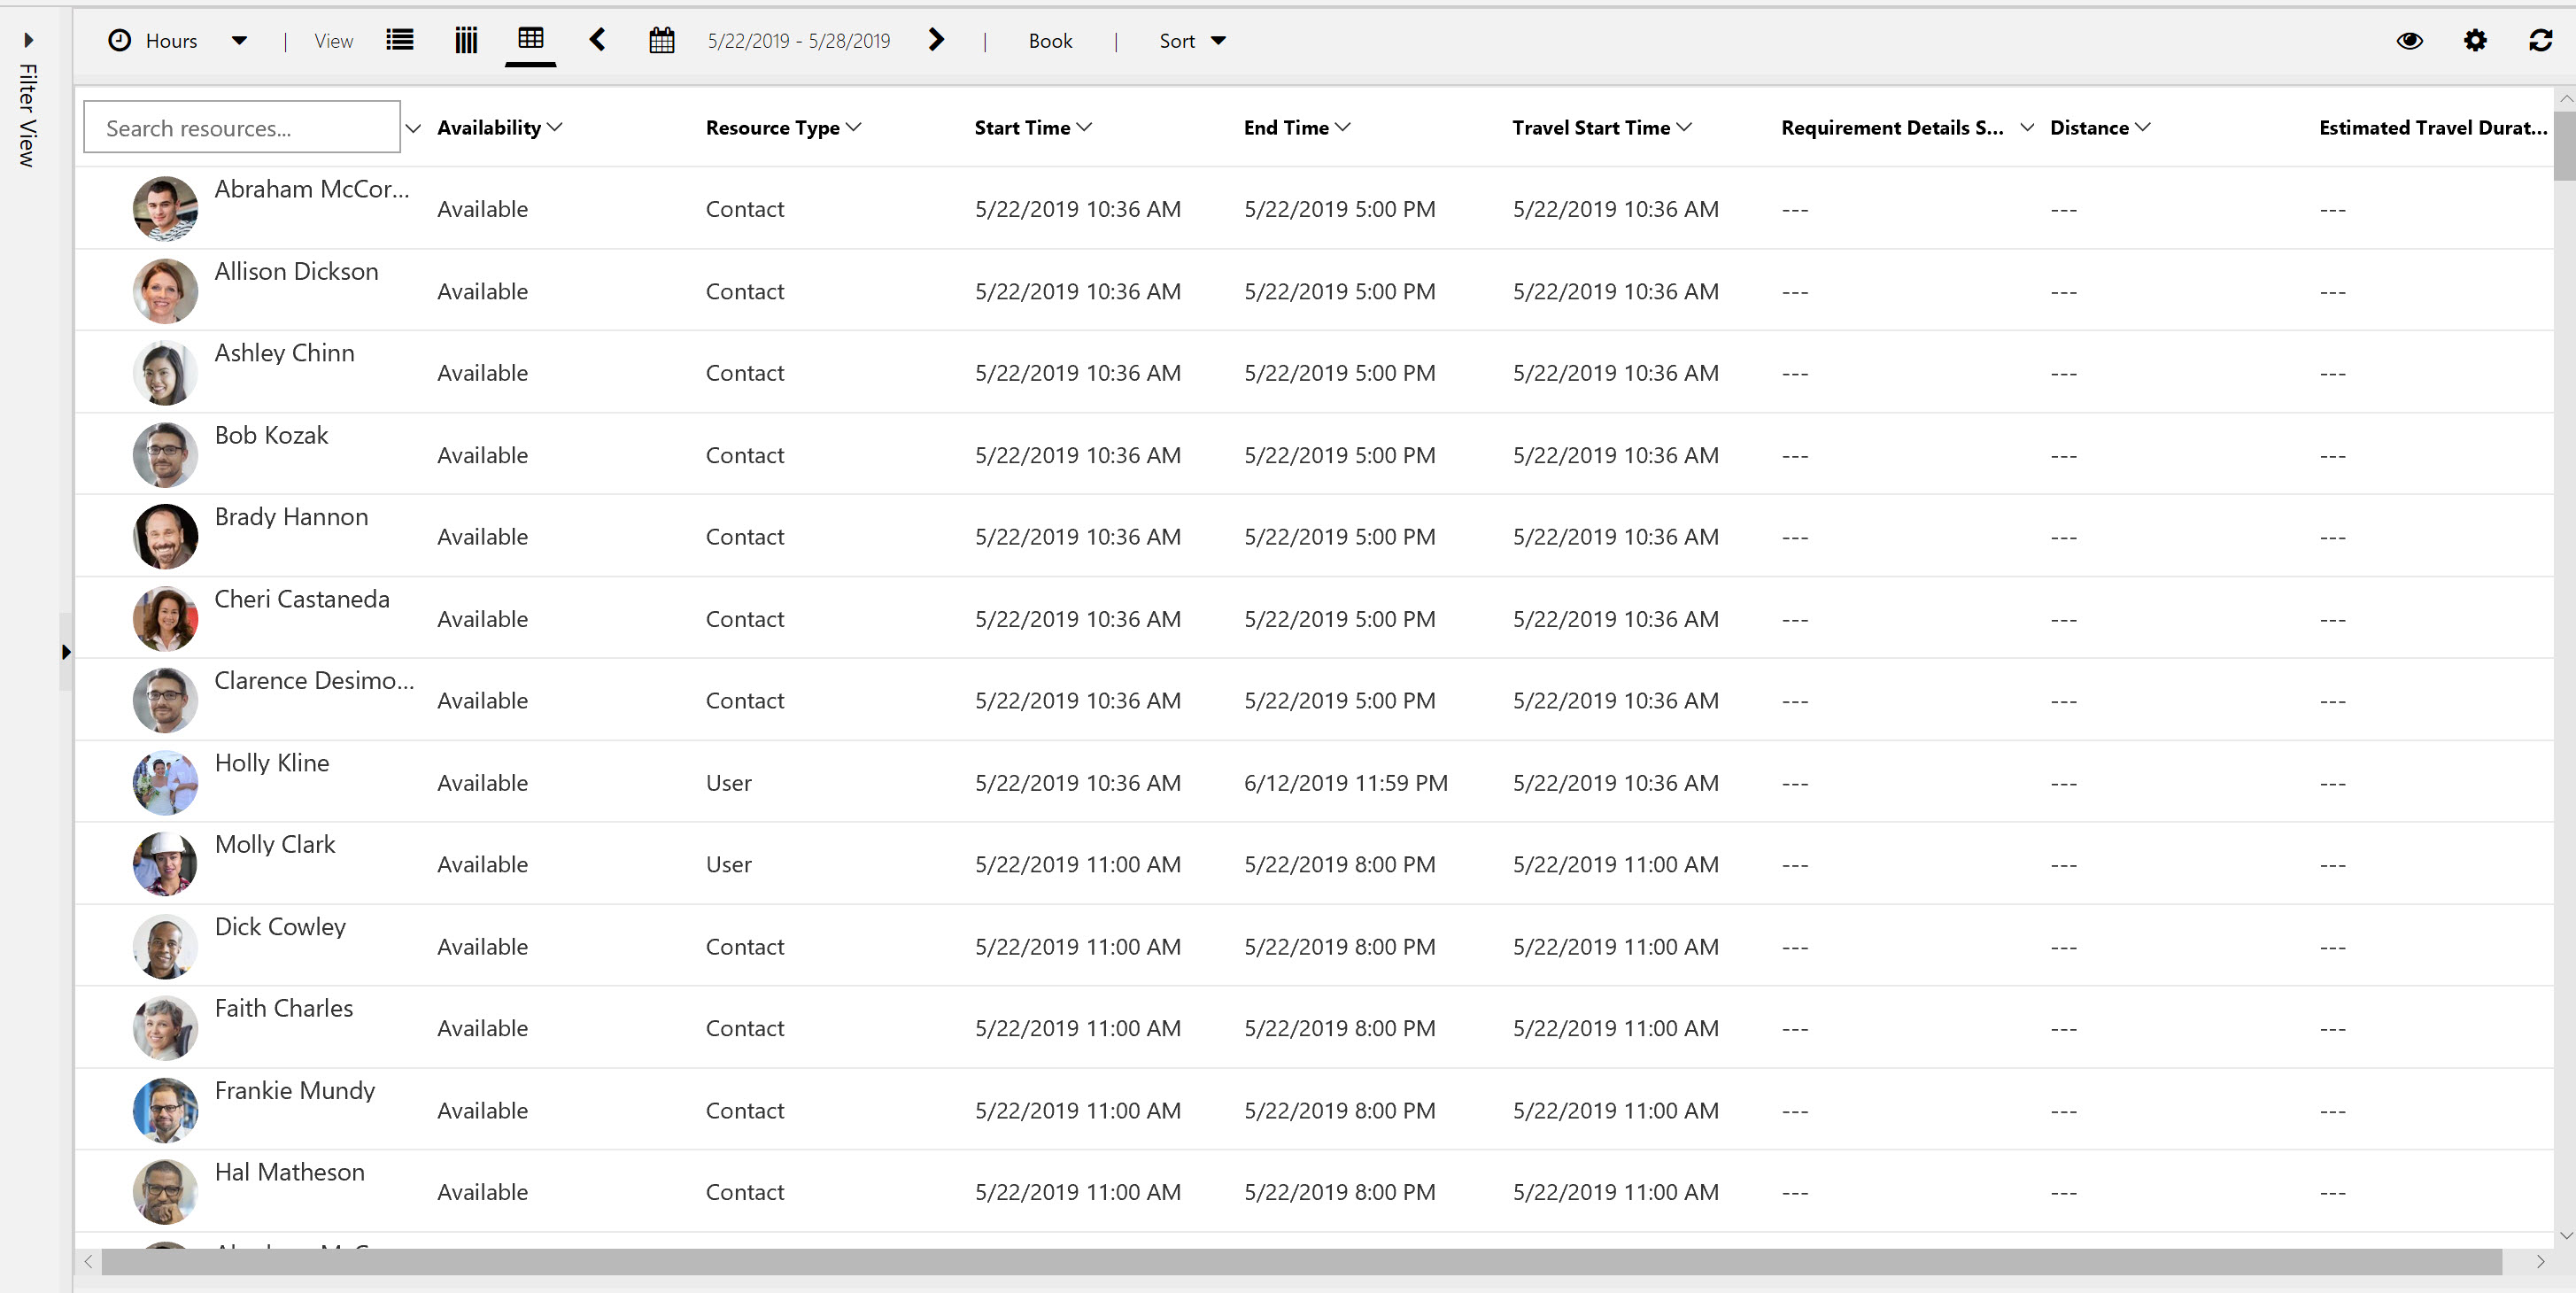 Hours | View 5/22/2019 - 5/28/2019 | Book | Sort
Filter View
Search resources... Availability Resource Type Start Time End Time Travel Start Time Requirement Details S... Distance Estimated Travel Durat...
Abraham McCor... Available Contact 5/22/2019 10:36 AM 5/22/2019 5:00 PM 5/22/2019 10:36 AM --- --- ---
Allison Dickson Available Contact 5/22/2019 10:36 AM 5/22/2019 5:00 PM 5/22/2019 10:36 AM --- --- ---
Ashley Chinn Available Contact 5/22/2019 10:36 AM 5/22/2019 5:00 PM 5/22/2019 10:36 AM --- --- ---
Bob Kozak Available Contact 5/22/2019 10:36 AM 5/22/2019 5:00 PM 5/22/2019 10:36 AM --- --- ---
Brady Hannon Available Contact 5/22/2019 10:36 AM 5/22/2019 5:00 PM 5/22/2019 10:36 AM --- --- ---
Cheri Castaneda Available Contact 5/22/2019 10:36 AM 5/22/2019 5:00 PM 5/22/2019 10:36 AM --- --- ---
Clarence Desimo... Available Contact 5/22/2019 10:36 AM 5/22/2019 5:00 PM 5/22/2019 10:36 AM --- --- ---
Holly Kline Available User 5/22/2019 10:36 AM 6/12/2019 11:59 PM 5/22/2019 10:36 AM --- --- ---
Molly Clark Available User 5/22/2019 11:00 AM 5/22/2019 8:00 PM 5/22/2019 11:00 AM --- --- ---
Dick Cowley Available Contact 5/22/2019 11:00 AM 5/22/2019 8:00 PM 5/22/2019 11:00 AM --- --- ---
Faith Charles Available Contact 5/22/2019 11:00 AM 5/22/2019 8:00 PM 5/22/2019 11:00 AM --- --- ---
Frankie Mundy Available Contact 5/22/2019 11:00 AM 5/22/2019 8:00 PM 5/22/2019 11:00 AM --- --- ---
Hal Matheson Available Contact 5/22/2019 11:00 AM 5/22/2019 8:00 PM 5/22/2019 11:00 AM --- --- ---